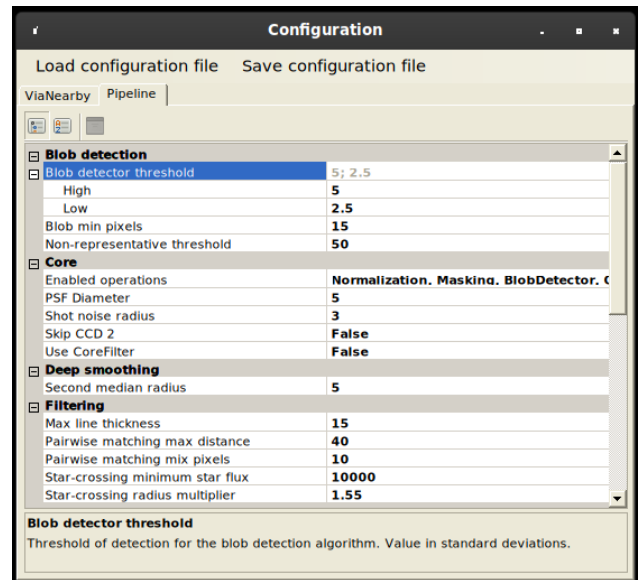 Configuration
Load configuration file Save configuration file
ViaNearby Pipeline
Blob detection
Blob detector threshold 5; 2.5
High 5
Low 2.5
Blob min pixels 15
Non-representative threshold 50
Core
Enabled operations Normalization, Masking, BlobDetector,
PSF Diameter 5
Shot noise radius 3
Skip CCD 2 False
Use CoreFilter False
Deep smoothing
Second median radius 5
Filtering
Max line thickness 15
Pairwise matching max distance 40
Pairwise matching mix pixels 10
Star-crossing minimum star flux 10000
Star-crossing radius multiplier 1.55
Blob detector threshold
Threshold of detection for the blob detection algorithm. Value in standard deviations.